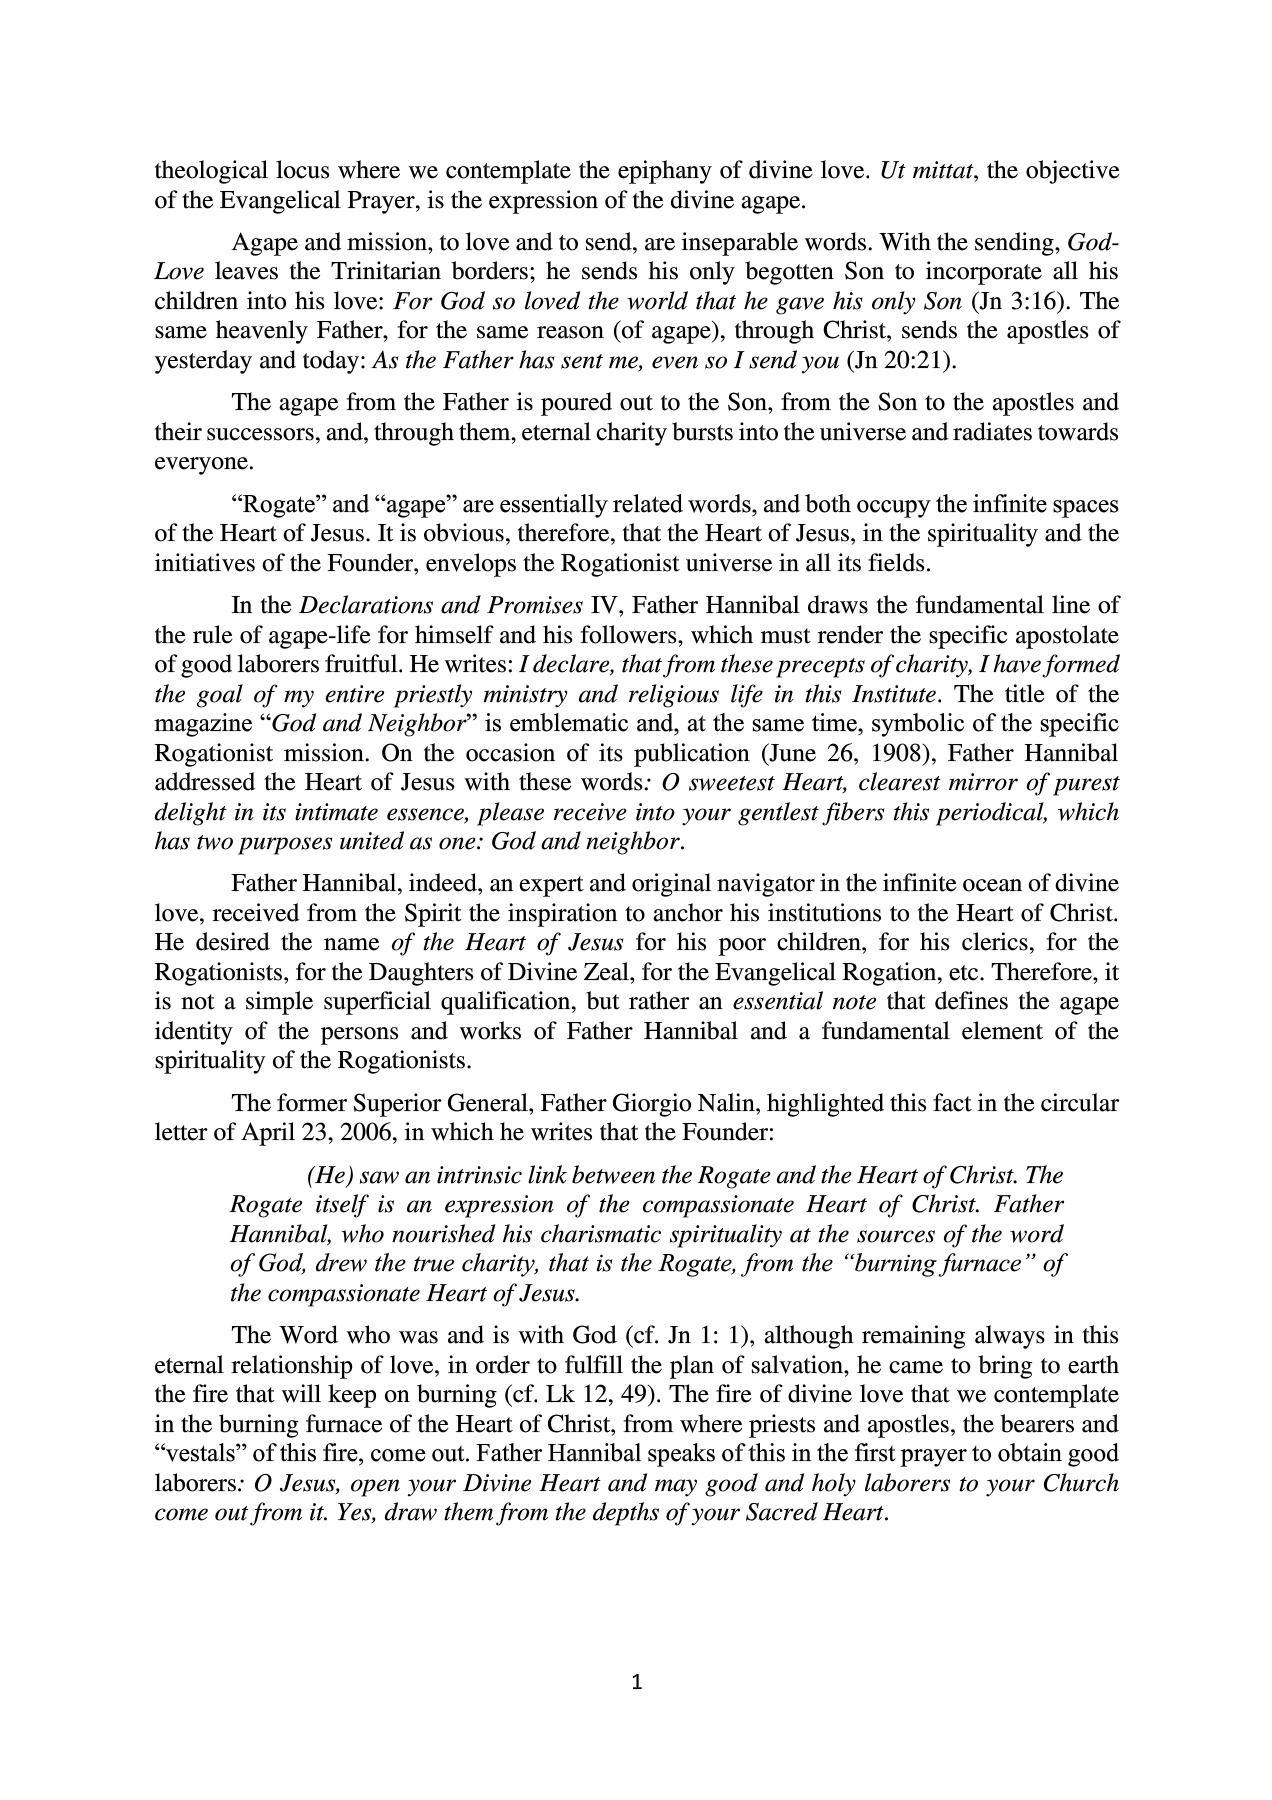 theological locus where we contemplate the epiphany of divine love. Ut mittat, the objective
of the Evangelical Prayer, is the expression of the divine agape.
Agape and mission, to love and to send, are inseparable words. With the sending, God-
Love leaves the Trinitarian borders; he sends his only begotten Son to incorporate all his
children into his love: For God so loved the world that he gave his only Son (Jn 3:16). The
same heavenly Father, for the same reason (of agape), through Christ, sends the apostles of
yesterday and today: As the Father has sent me, even so I send you (Jn 20:21).
The agape from the Father is poured out to the Son, from the Son to the apostles and
their successors, and, through them, eternal charity bursts into the universe and radiates towards
everyone.
“Rogate” and “agape” are essentially related words, and both occupy the infinite spaces
of the Heart of Jesus. It is obvious, therefore, that the Heart of Jesus, in the spirituality and the
initiatives of the Founder, envelops the Rogationist universe in all its fields.
In the Declarations and Promises IV, Father Hannibal draws the fundamental line of
the rule of agape-life for himself and his followers, which must render the specific apostolate
of good laborers fruitful. He writes: I declare, that from these precepts of charity, I have formed
the goal of my entire priestly ministry and religious life in this Institute. The title of the
magazine “God and Neighbor” is emblematic and, at the same time, symbolic of the specific
Rogationist mission. On the occasion of its publication (June 26, 1908), Father Hannibal
addressed the Heart of Jesus with these words: O sweetest Heart, clearest mirror of purest
delight in its intimate essence, please receive into your gentlest fibers this periodical, which
has two purposes united as one: God and neighbor.
Father Hannibal, indeed, an expert and original navigator in the infinite ocean of divine
love, received from the Spirit the inspiration to anchor his institutions to the Heart of Christ.
He desired the name of the Heart of Jesus for his poor children, for his clerics, for the
Rogationists, for the Daughters of Divine Zeal, for the Evangelical Rogation, etc. Therefore, it
is not a simple superficial qualification, but rather an essential note that defines the agape
identity of the persons and works of Father Hannibal and a fundamental element of the
spirituality of the Rogationists.
The former Superior General, Father Giorgio Nalin, highlighted this fact in the circular
letter of April 23, 2006, in which he writes that the Founder:
(He) saw an intrinsic link between the Rogate and the Heart of Christ. The
Rogate itself is an expression of the compassionate Heart of Christ. Father
Hannibal, who nourished his charismatic spirituality at the sources of the word
of God, drew the true charity, that is the Rogate, from the “burning furnace” of
the compassionate Heart of Jesus.
The Word who was and is with God (cf. Jn 1: 1), although remaining always in this
eternal relationship of love, in order to fulfill the plan of salvation, he came to bring to earth
the fire that will keep on burning (cf. Lk 12, 49). The fire of divine love that we contemplate
in the burning furnace of the Heart of Christ, from where priests and apostles, the bearers and
“vestals” of this fire, come out. Father Hannibal speaks of this in the first prayer to obtain good
laborers: O Jesus, open your Divine Heart and may good and holy laborers to your Church
come out from it. Yes, draw them from the depths of your Sacred Heart.
1